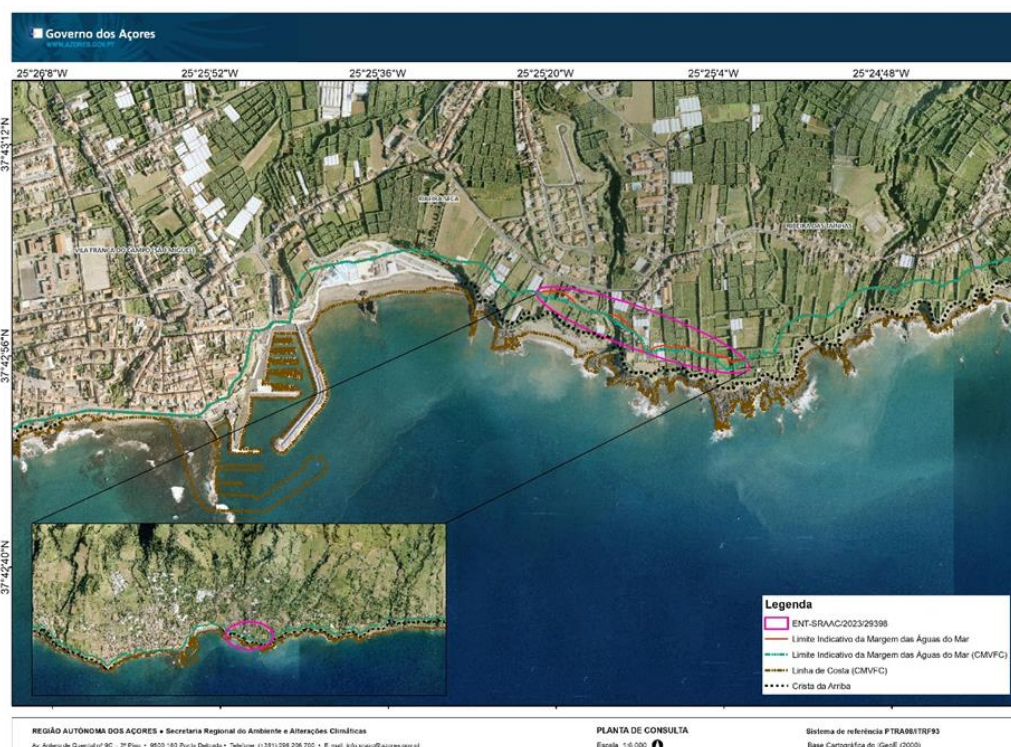 Governo dos Açores
WWW.AZORES.GOV.PT
25°26'8"W 25°25'52"W 25°25'36"W 25°25'20"W 25°25'4"W 25°24'48"W
37°43'12"N
37°42'56"N
37°42'40"N
RIBEIRA SECA
RIBEIRA DAS TAINHAS
VILA FRANCA DO CAMPO (SÃO MIGUEL)
Legenda
ENT-SRAAC/2023/29398
Limite Indicativo da Margem das Águas do Mar
Limite Indicativo da Margem das Águas do Mar (CMVFC)
Linha de Costa (CMVFC)
Crista da Arriba
REGIÃO AUTÓNOMA DOS AÇORES • Secretaria Regional do Ambiente e Alterações Climáticas
PLANTA DE CONSULTA
Escala 1:6.000
Sistema de referência PTRA08/ITRF93
Base Cartográfica do IGeoE (2000)